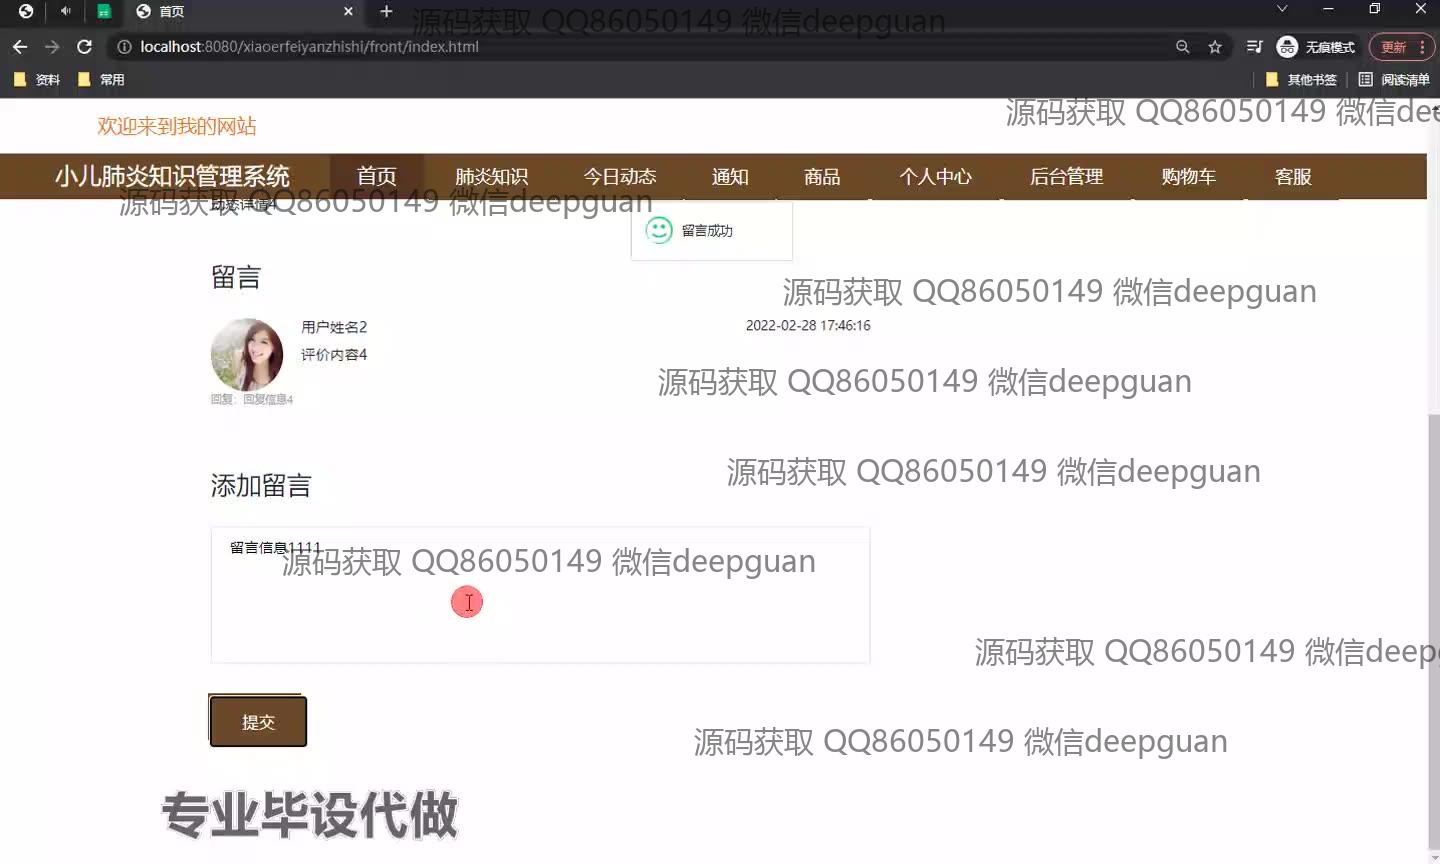 首页
源码获取 QQ86050149 微信deepguan
localhost:8080/xiaoerfeiyanzhishi/front/index.html
无痕模式
更新
资料
常用
其他书签
阅读清单
欢迎来到我的网站
源码获取 QQ86050149 微信dee
小儿肺炎知识管理系统 首页 肺炎知识 今日动态 通知 商品 个人中心 后台管理 购物车 客服
动态详情4
源码获取 QQ86050149 微信deepguan
留言成功
留言
源码获取 QQ86050149 微信deepguan
用户姓名2
2022-02-28 17:46:16
评价内容4
源码获取 QQ86050149 微信deepguan
回复：回复信息4
源码获取 QQ86050149 微信deepguan
添加留言
留言信息1111
源码获取 QQ86050149 微信deepguan
源码获取 QQ86050149 微信deep
提交
源码获取 QQ86050149 微信deepguan
专业毕设代做